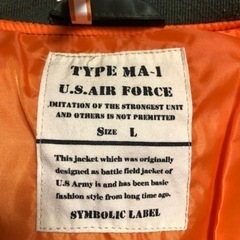 TYPE MA-1
U.S.AIR FORCE
IMITATION OF THE STRONGEST UNIT
AND OTHERS IS NOT PREMITTED
SIZE L
This jacket which was originally
designed as battle field jacket of
U.S Army is and has been basic
fashion style from long time ago.
SYMBOLIC LABEL